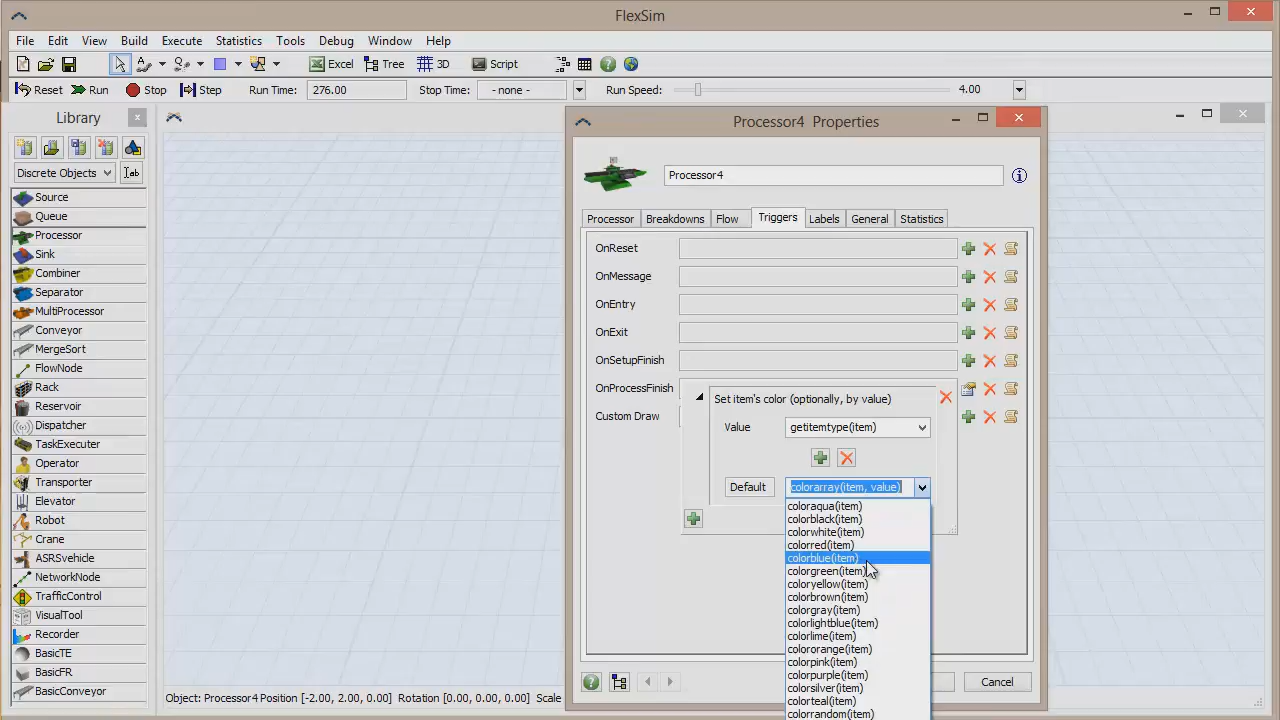 FlexSim
File Edit View Build Execute Statistics Tools Debug Window Help
Excel Tree 3D Script
Reset Run Stop Step Run Time: 276.00 Stop Time: - none - Run Speed: 4.00
Library
Discrete Objects
Source
Queue
Processor
Sink
Combiner
Separator
MultiProcessor
Conveyor
MergeSort
FlowNode
Rack
Reservoir
Dispatcher
TaskExecuter
Operator
Transporter
Elevator
Robot
Crane
ASRSvehicle
NetworkNode
TrafficControl
VisualTool
Recorder
BasicTE
BasicFR
BasicConveyor
Processor4 Properties
Processor4
Processor Breakdowns Flow Triggers Labels General Statistics
OnReset
OnMessage
OnEntry
OnExit
OnSetupFinish
OnProcessFinish
Custom Draw
Set item's color (optionally, by value)
Value getitemtype(item)
Default colorarray(item, value)
coloraqua(item)
colorblack(item)
colorwhite(item)
colorred(item)
colorblue(item)
colorgreen(item)
coloryellow(item)
colorbrown(item)
colorgray(item)
colorlightblue(item)
colorlime(item)
colororange(item)
colorpink(item)
colorpurple(item)
colorsilver(item)
colorteal(item)
colorrandom(item)
Cancel
Object: Processor4 Position [-2.00, 2.00, 0.00] Rotation [0.00, 0.00, 0.00] Scale